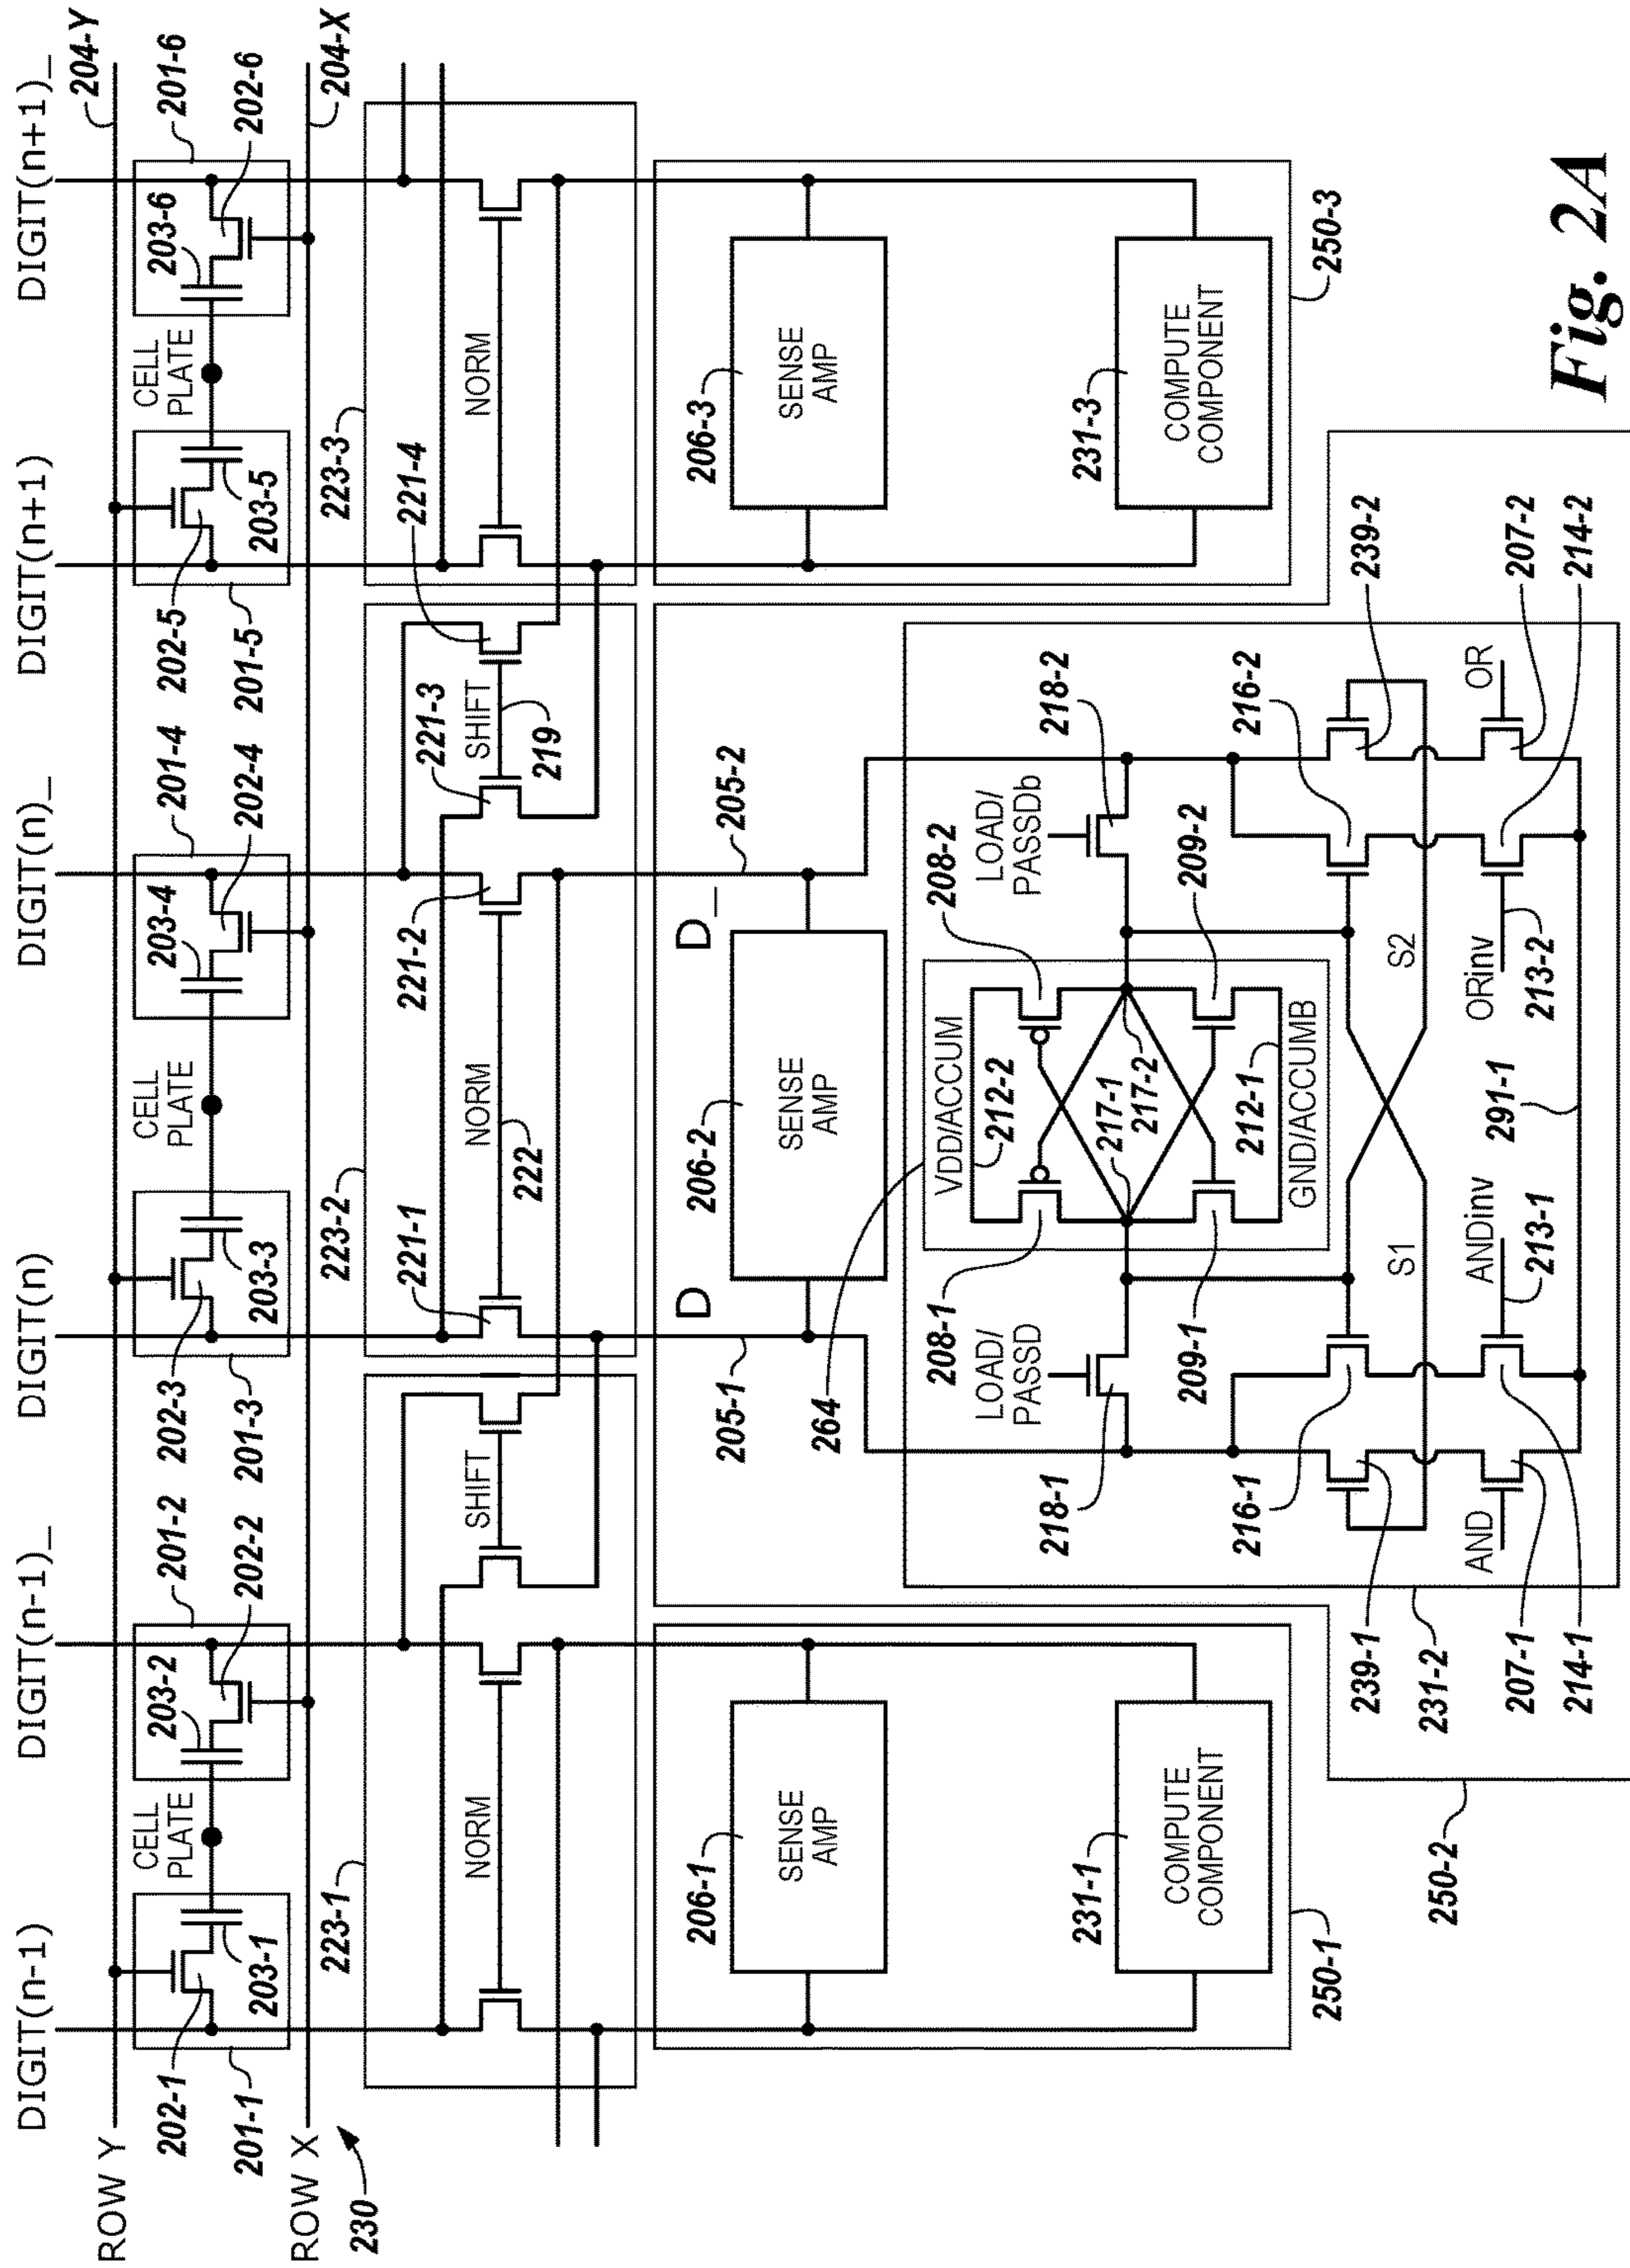 DIGIT(n-1)
DIGIT(n-1)_
DIGIT(n)
DIGIT(n)_
DIGIT(n+1)
DIGIT(n+1)_
ROW Y
204-Y
202-1
203-1
201-1
CELL
PLATE
203-2
201-2
202-2
202-3
203-3
201-3
CELL
PLATE
203-4
201-4
202-4
202-5
203-5
201-5
CELL
PLATE
203-6
201-6
202-6
ROW X
204-X
230
223-1
NORM
SHIFT
223-2
221-1
NORM
222
221-2
221-3
SHIFT
219
221-4
223-3
NORM
206-1
SENSE
AMP
231-1
COMPUTE
COMPONENT
250-1
205-1
D
206-2
SENSE
AMP
D_
205-2
206-3
SENSE
AMP
231-3
COMPUTE
COMPONENT
250-3
264
LOAD/
PASSD
218-1
208-1
209-1
VDD/ACCUM
212-2
217-1
217-2
212-1
GND/ACCUMB
208-2
209-2
LOAD/
PASSDb
218-2
216-1
S1
S2
216-2
239-1
AND
207-1
214-1
ANDinv
213-1
291-1
ORinv
213-2
OR
239-2
207-2
214-2
231-2
250-2
Fig. 2A